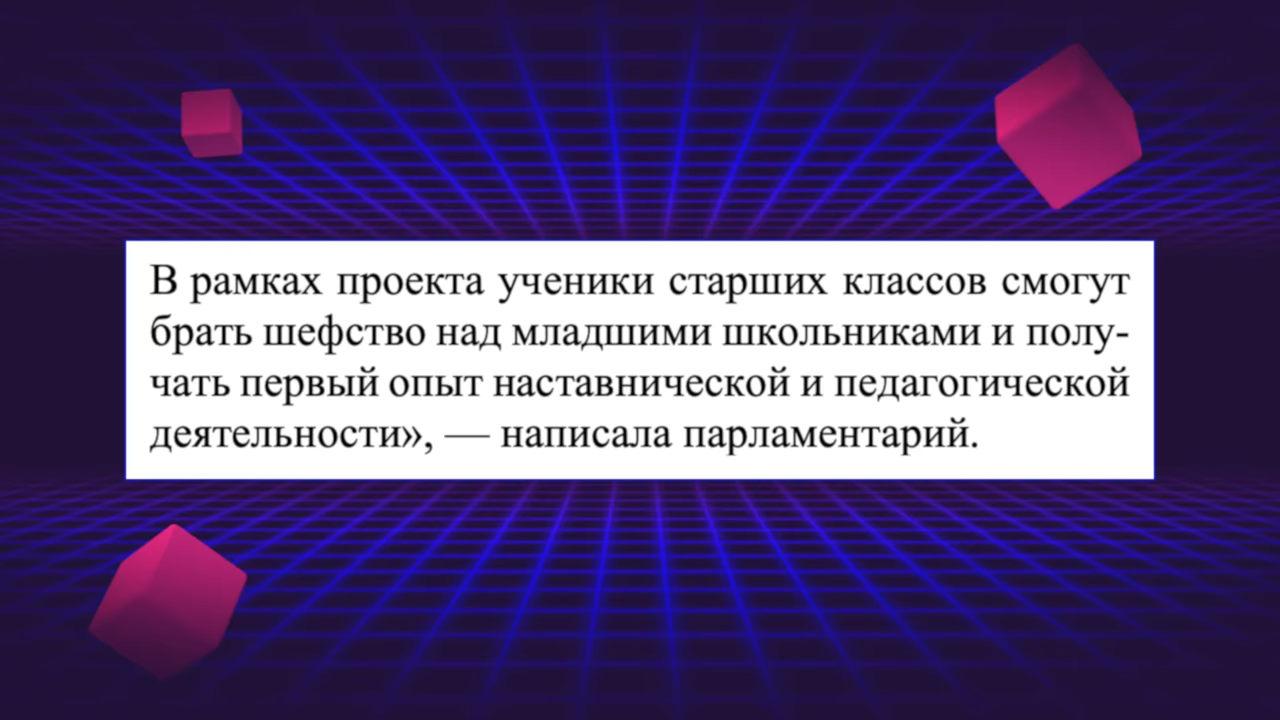 В рамках проекта ученики старших классов смогут
брать шефство над младшими школьниками и полу-
чать первый опыт наставнической и педагогической
деятельности», — написала парламентарий.